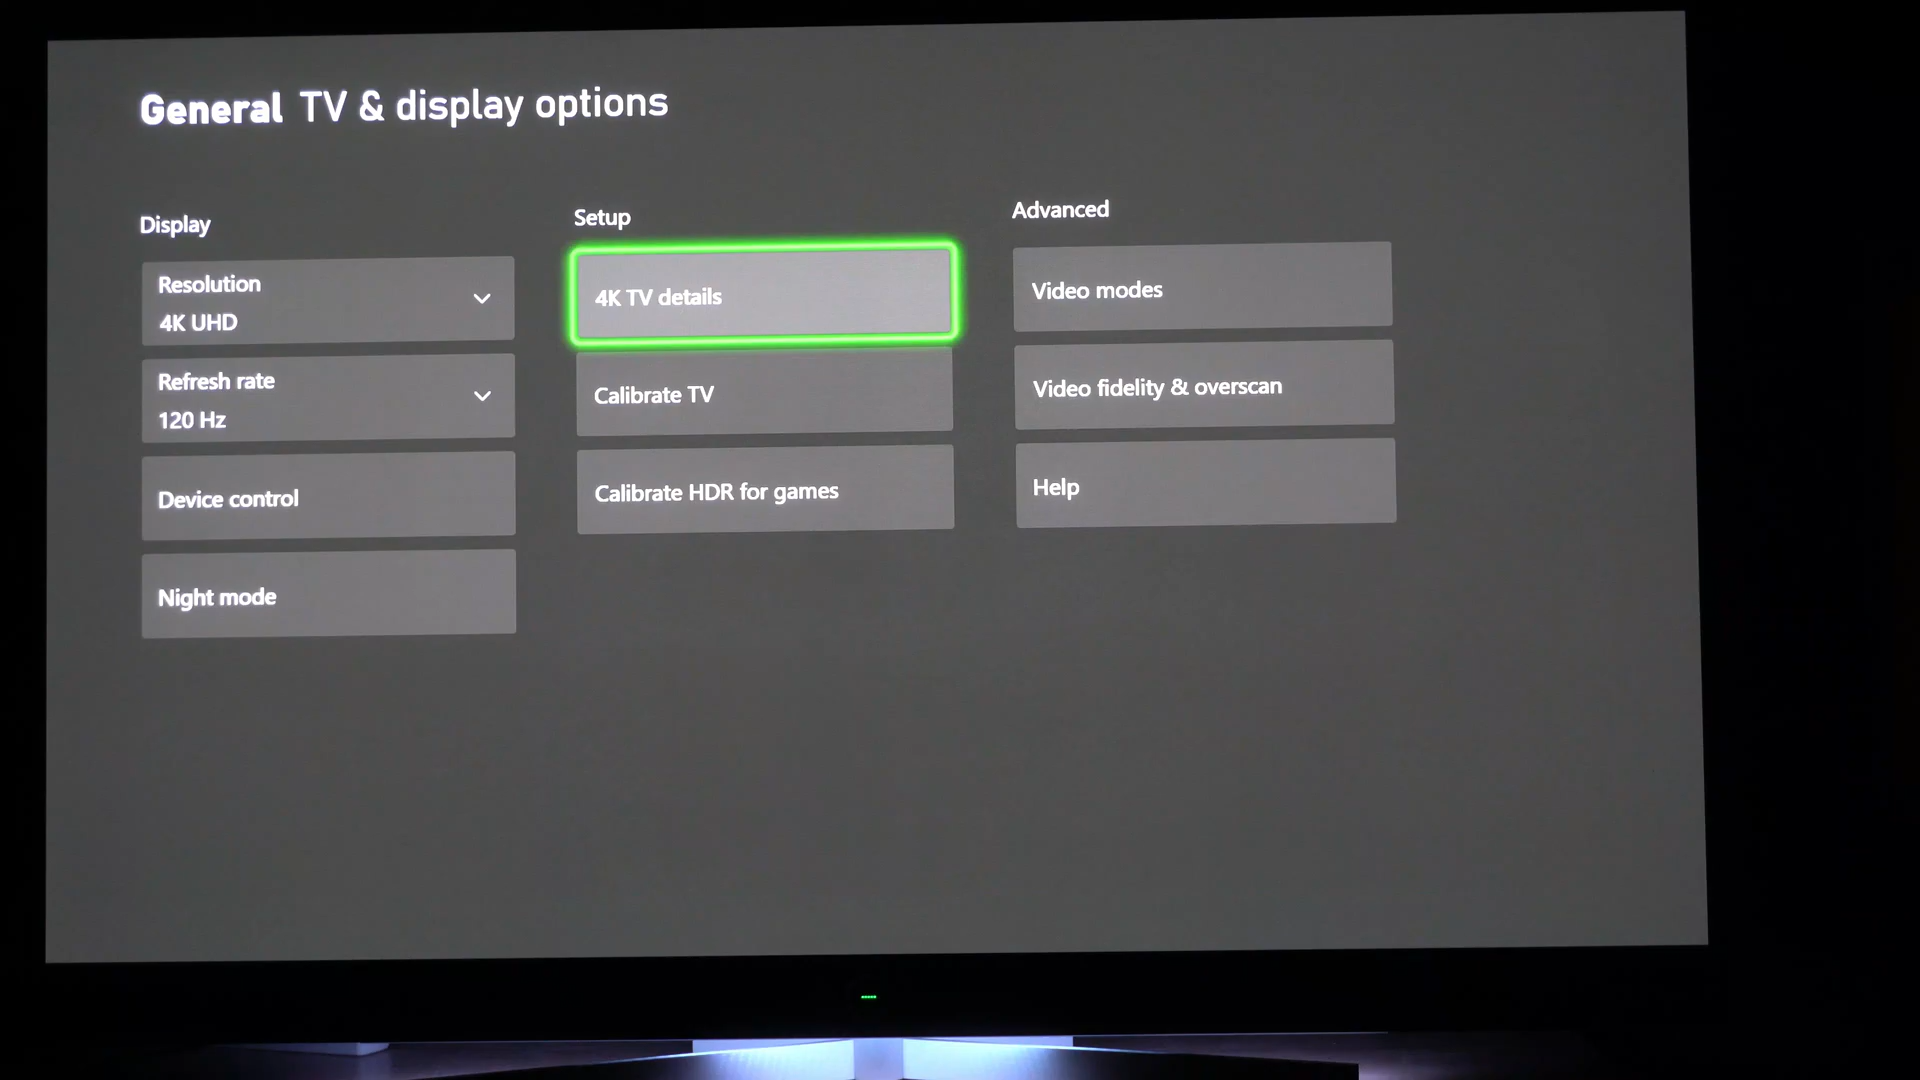 General TV & display options
Display
Resolution
4K UHD
Refresh rate
120 Hz
Device control
Night mode
Setup
4K TV details
Calibrate TV
Calibrate HDR for games
Advanced
Video modes
Video fidelity & overscan
Help